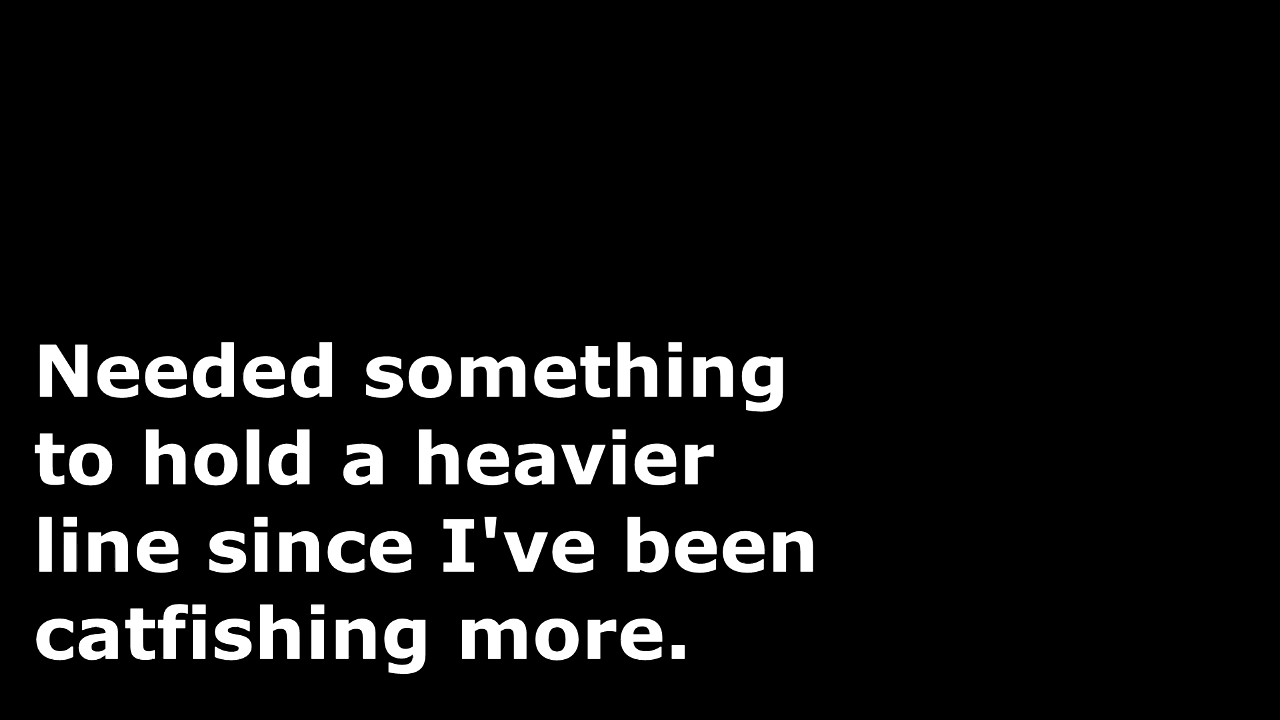 Needed something
to hold a heavier
line since I've been
catfishing more.